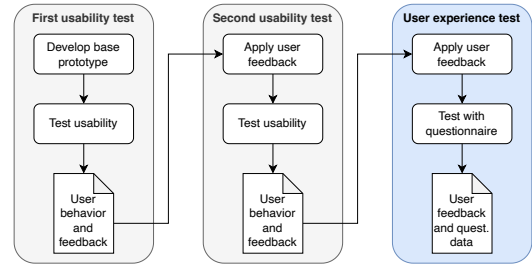 First usability test
Develop base
prototype
Test usability
User
behavior
and
feedback
Second usability test
Apply user
feedback
Test usability
User
behavior
and
feedback
User experience test
Apply user
feedback
Test with
questionnaire
User
feedback
and quest.
data